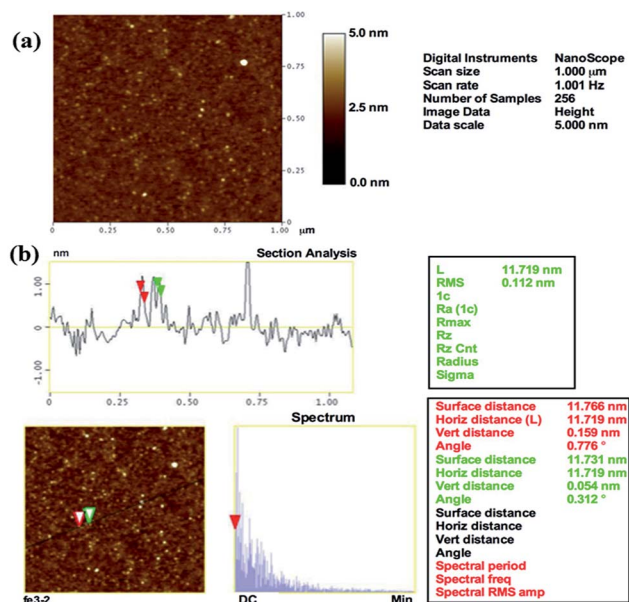 (a)
1.00
0.75
0.50
0.25
0
0 0.25 0.50 0.75 1.00
μm
5.0 nm
2.5 nm
0.0 nm
Digital Instruments NanoScope
Scan size 1.000 μm
Scan rate 1.001 Hz
Number of Samples 256
Image Data Height
Data scale 5.000 nm
(b)
nm Section Analysis
1.00
0
-1.00
0 0.25 0.50 0.75 1.00
L 11.719 nm
RMS 0.112 nm
1c
Ra (1c)
Rmax
Rz
Rz Cnt
Radius
Sigma
Spectrum
fe3-2
DC Min
Surface distance 11.766 nm
Horiz distance (L) 11.719 nm
Vert distance 0.159 nm
Angle 0.776 °
Surface distance 11.731 nm
Horiz distance 11.719 nm
Vert distance 0.054 nm
Angle 0.312 °
Surface distance
Horiz distance
Vert distance
Angle
Spectral period
Spectral freq
Spectral RMS amp